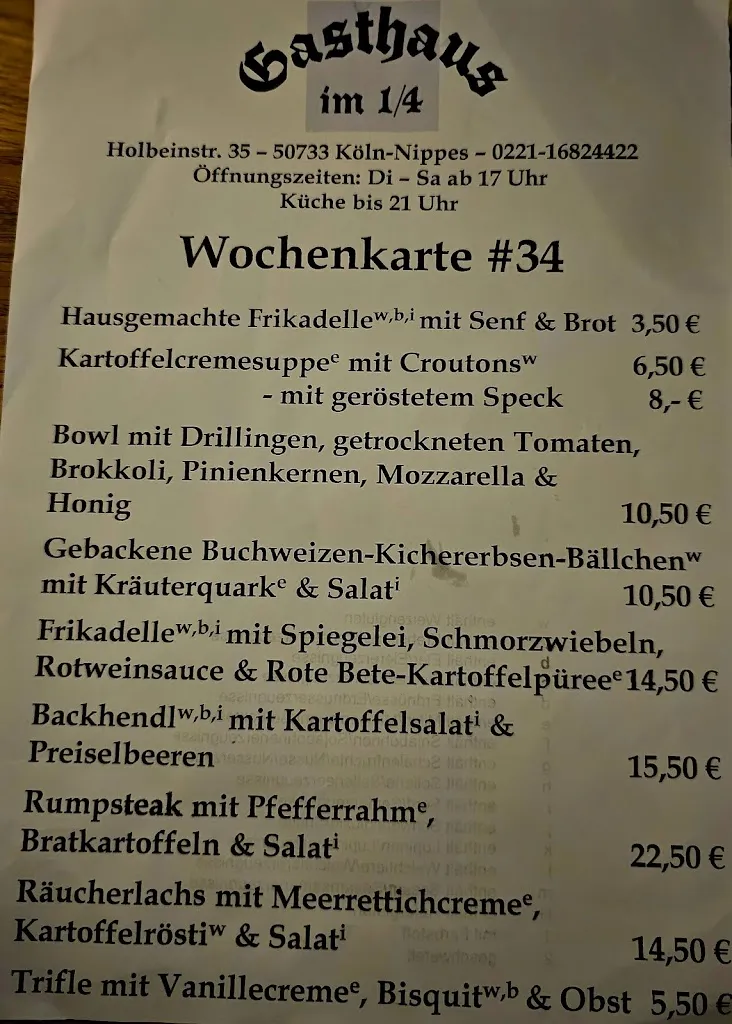 Gasthaus
im 1/4
Holbeinstr. 35 – 50733 Köln-Nippes – 0221-16824422
Öffnungszeiten: Di – Sa ab 17 Uhr
Küche bis 21 Uhr
Wochenkarte #34
Hausgemachte Frikadelleʷ,ᵇ,ⁱ mit Senf & Brot 3,50 €
Kartoffelcremesuppeᵉ mit Croutonsʷ 6,50 €
- mit geröstetem Speck 8,- €
Bowl mit Drillingen, getrockneten Tomaten,
Brokkoli, Pinienkernen, Mozzarella &
Honig 10,50 €
Gebackene Buchweizen-Kichererbsen-Bällchenʷ
mit Kräuterquarkᵉ & Salatⁱ 10,50 €
Frikadelleʷ,ᵇ,ⁱ mit Spiegelei, Schmorzwiebeln,
Rotweinsauce & Rote Bete-Kartoffelpüreeᵉ 14,50 €
Backhendlʷ,ᵇ,ⁱ mit Kartoffelsalatⁱ &
Preiselbeeren 15,50 €
Rumpsteak mit Pfefferrahmᵉ,
Bratkartoffeln & Salatⁱ 22,50 €
Räucherlachs mit Meerrettichcremeᵉ,
Kartoffelröstiʷ & Salatⁱ 14,50 €
Trifle mit Vanillecremeᵉ, Bisquitʷ,ᵇ & Obst 5,50 €